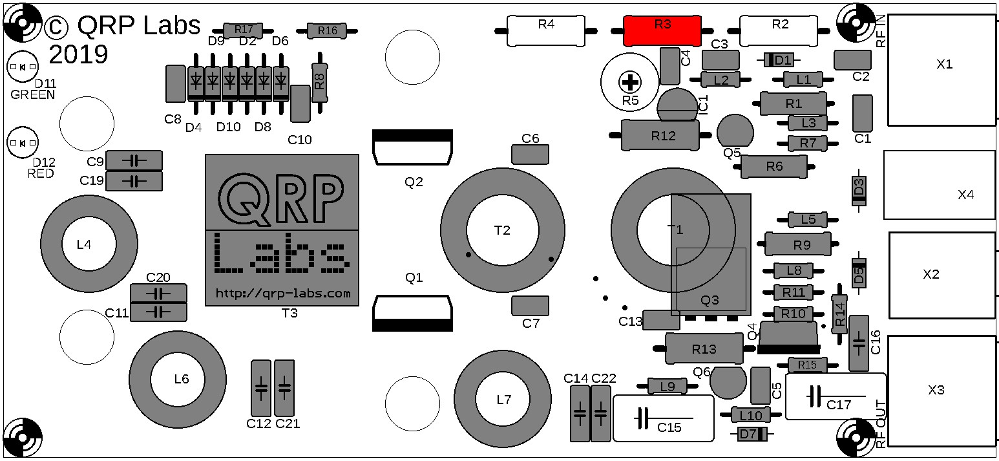 © QRP Labs
2019
R17
R16
R4
R3
R2
RF IN
D9
D2
D6
C3
C4
D1
X1
D11
GREEN
R8
L2
L1
C2
R5
IC1
R1
C8
D4
D10
D8
L3
C10
R12
C6
Q5
R7
C1
D12
RED
C9
C19
Q2
R6
D3
X4
QRP
Labs
http://qrp-labs.com
T3
L4
T2
T1
L5
R9
C20
C11
Q1
L8
D5
X2
R11
Q3
R10
R14
C7
C13
Q4
C16
R13
R15
L6
Q6
C14
C22
L9
C5
C17
X3
L7
L10
C12
C21
C15
D7
RF OUT